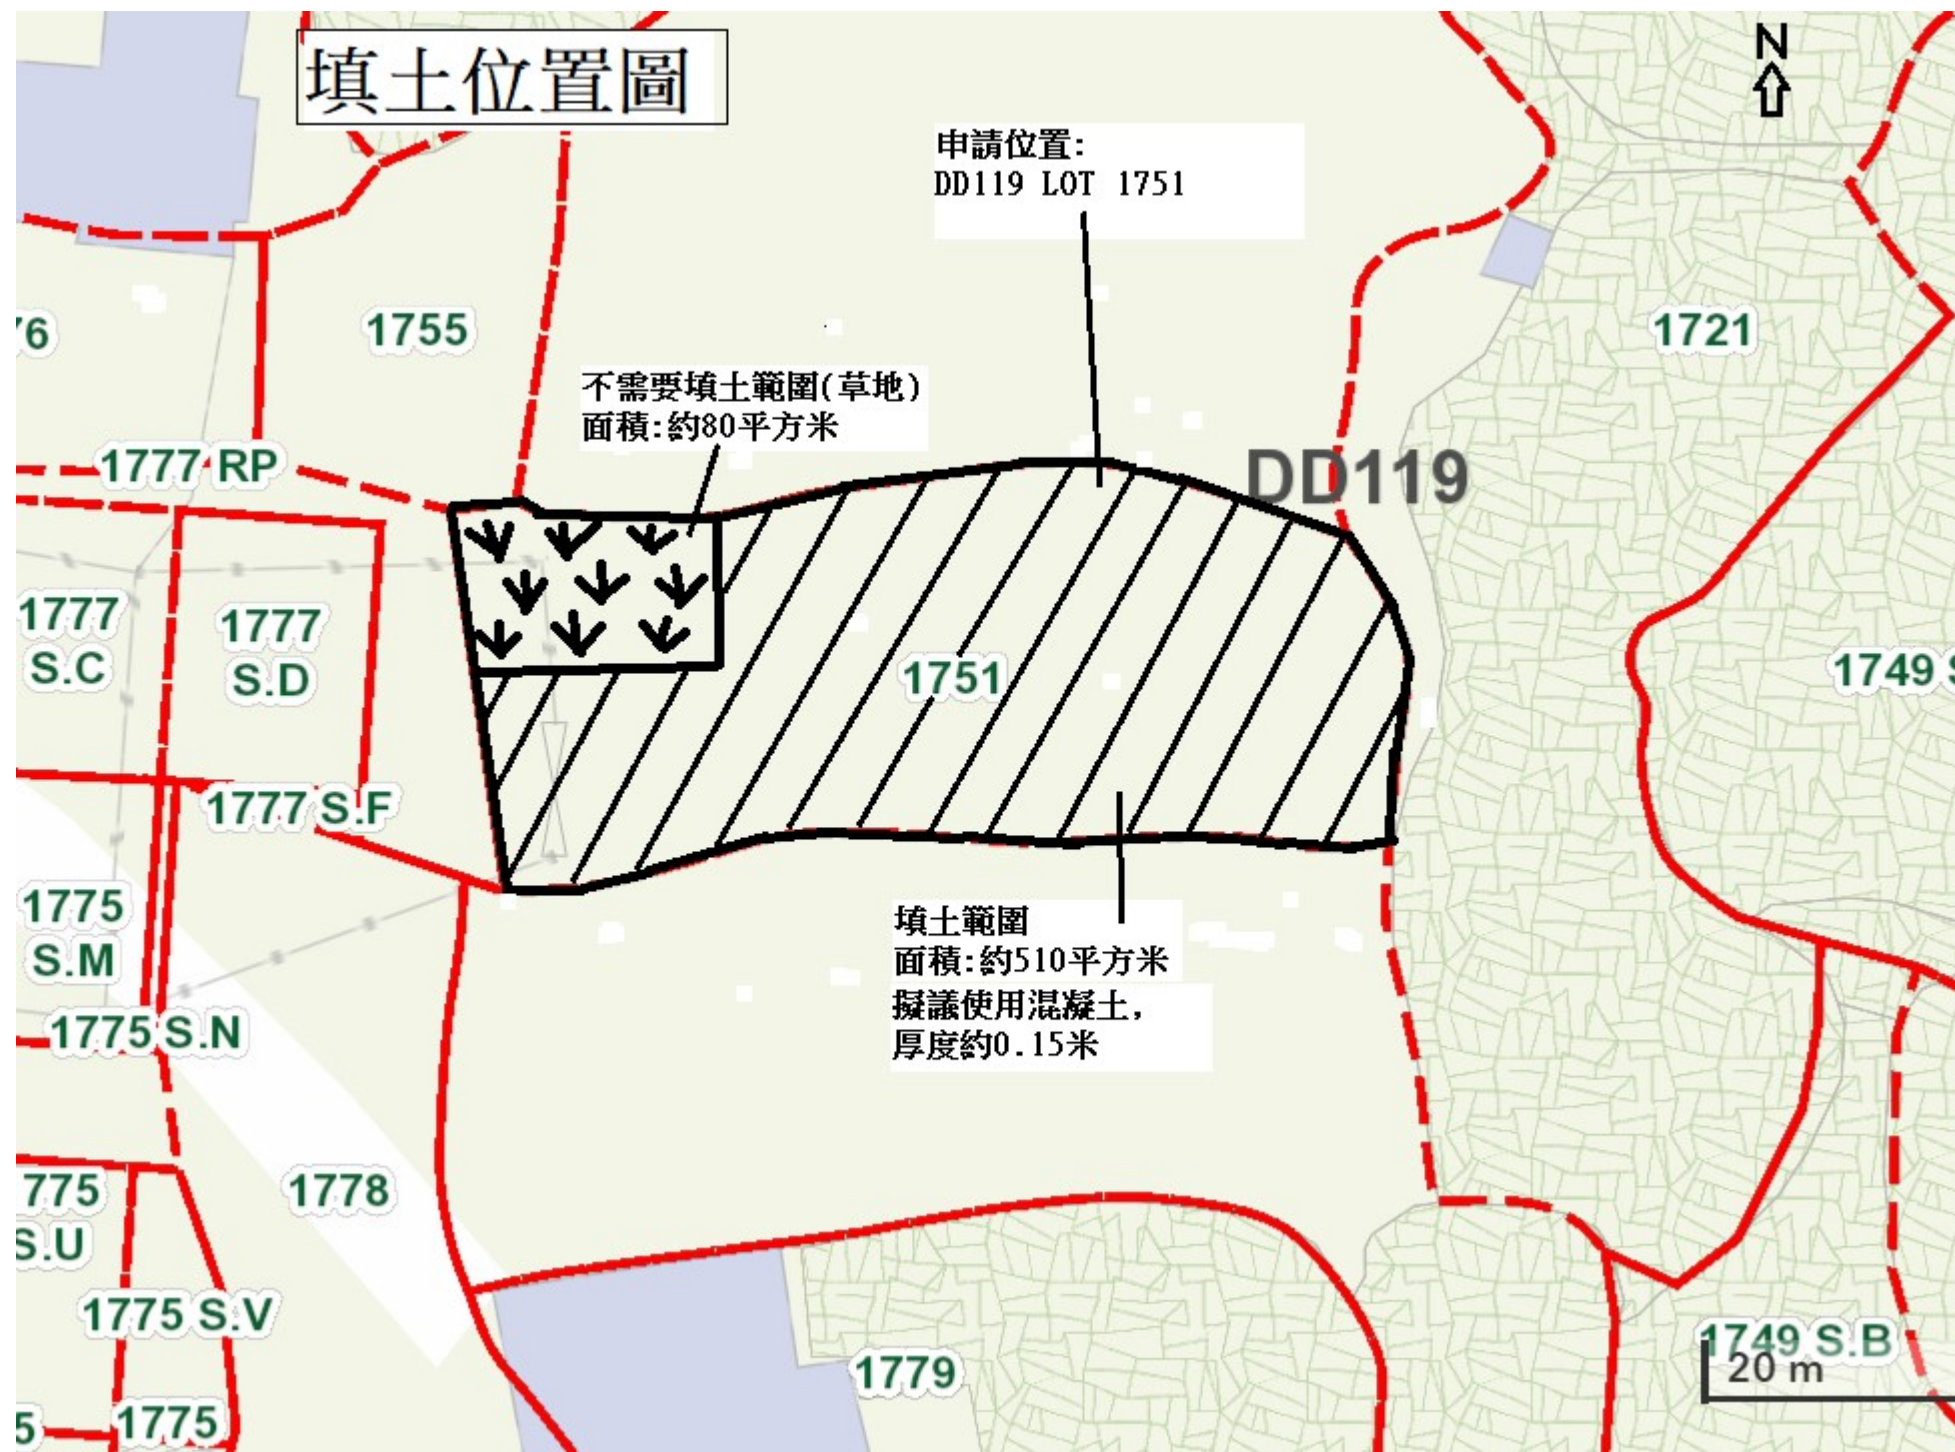 填土位置圖
N
申請位置:
DD119 LOT 1751
1755
1721
76
不需要填土範圍(草地)
面積:約80平方米
1777 RP
DD119
1777
S.C
1777
S.D
1751
1749 S
1777 S.F
1775
S.M
填土範圍
面積:約510平方米
擬議使用混凝土,
厚度約0.15米
1775 S.N
1778
775
S.U
1775 S.V
1749 S.B
20 m
1779
1775
5